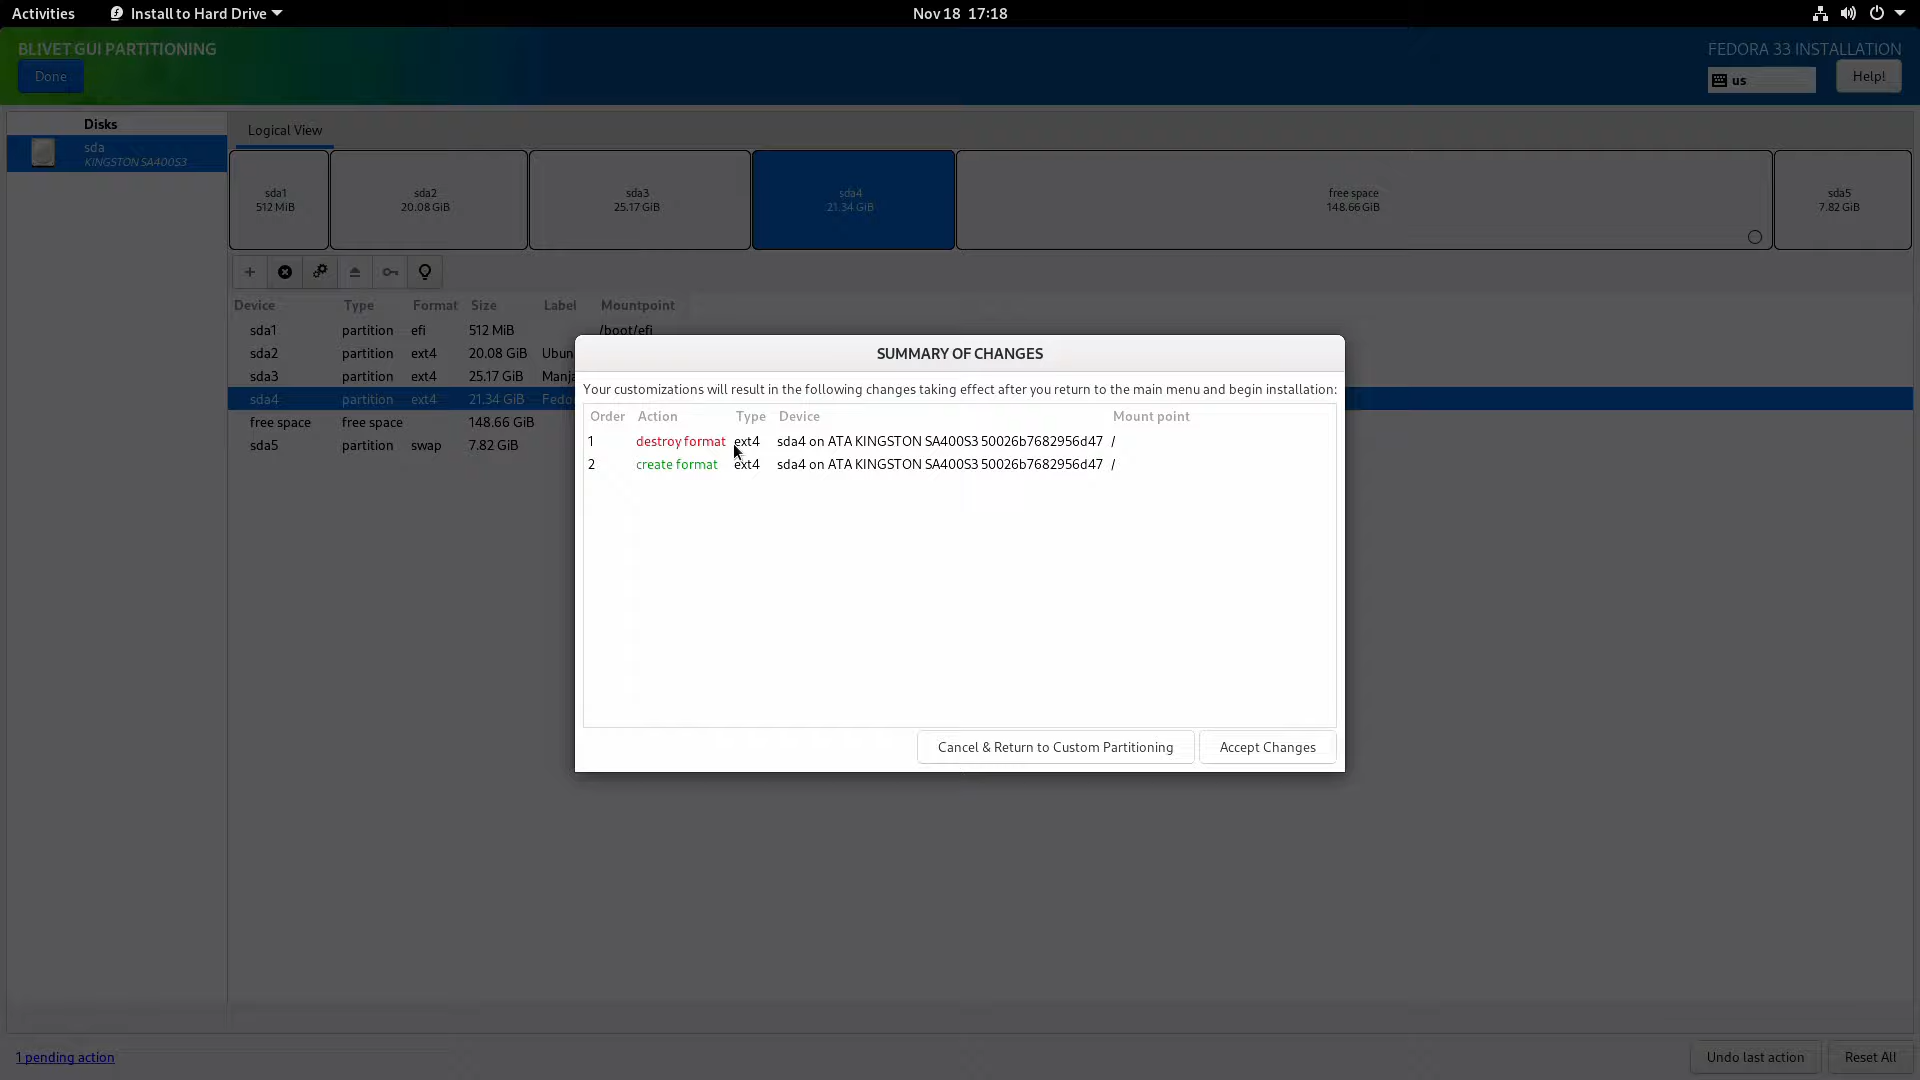 Activities Install to Hard Drive Nov 18 17:18
BLIVET GUI PARTITIONING FEDORA 33 INSTALLATION
Done us Help!
Disks
sda
KINGSTON SA400S3
Logical View
sda1
512 MiB
sda2
20.08 GiB
sda3
25.17 GiB
sda4
21.34 GiB
free space
148.66 GiB
sda5
7.82 GiB
Device Type Format Size Label Mountpoint
sda1 partition efi 512 MiB /boot/efi
sda2 partition ext4 20.08 GiB Ubun
sda3 partition ext4 25.17 GiB Manja
sda4 partition ext4 21.34 GiB Fedo
free space free space 148.66 GiB
sda5 partition swap 7.82 GiB
SUMMARY OF CHANGES
Your customizations will result in the following changes taking effect after you return to the main menu and begin installation:
Order Action Type Device Mount point
1 destroy format ext4 sda4 on ATA KINGSTON SA400S3 50026b7682956d47 /
2 create format ext4 sda4 on ATA KINGSTON SA400S3 50026b7682956d47 /
Cancel & Return to Custom Partitioning Accept Changes
1 pending action Undo last action Reset All